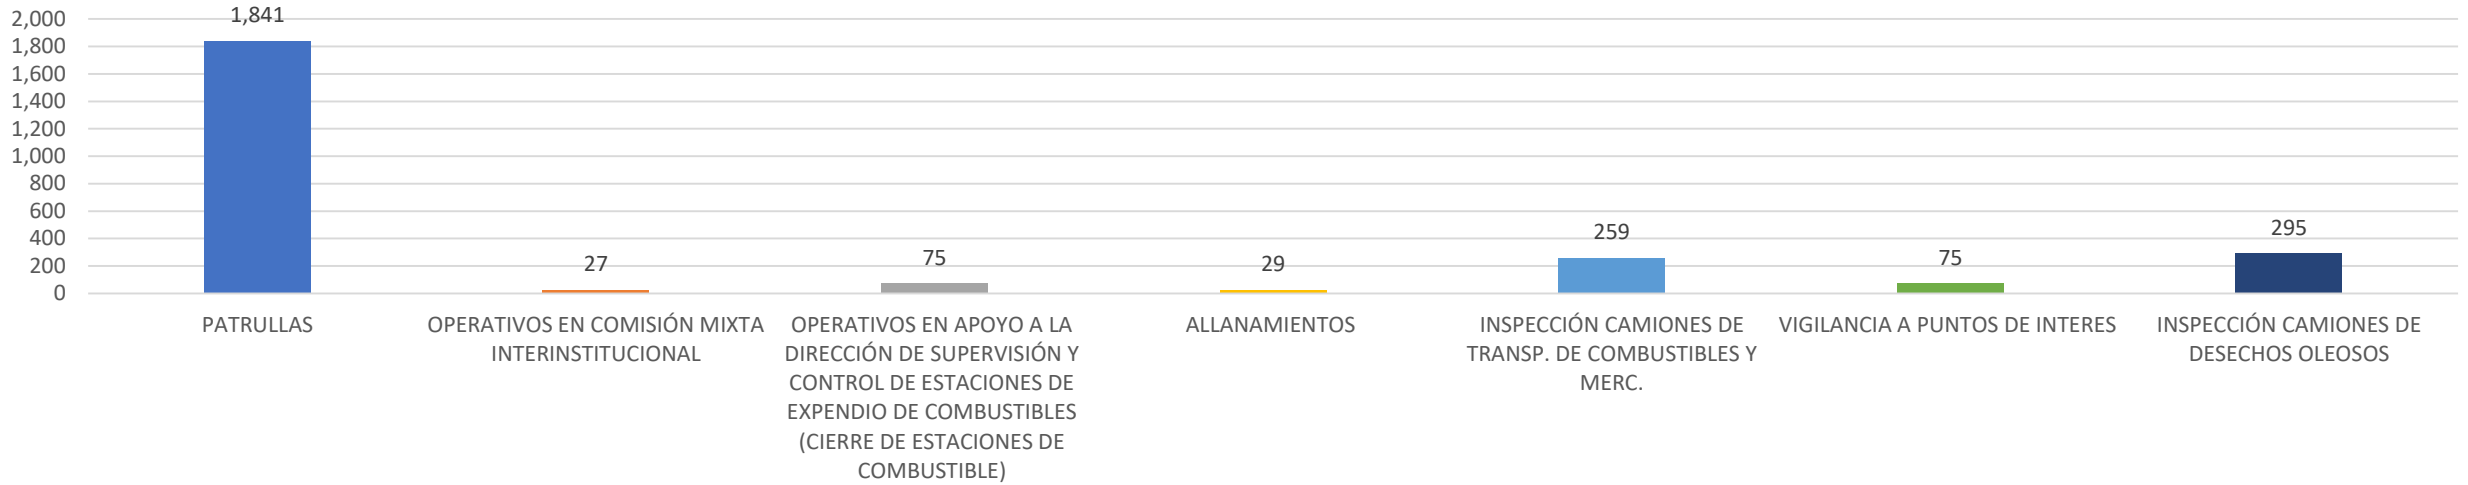 2,000
1,800
1,600
1,400
1,200
1,000
800
600
400
200
0
1,841
27
75
29
259
75
295
PATRULLAS
OPERATIVOS EN COMISIÓN MIXTA
INTERINSTITUCIONAL
OPERATIVOS EN APOYO A LA
DIRECCIÓN DE SUPERVISIÓN Y
CONTROL DE ESTACIONES DE
EXPENDIO DE COMBUSTIBLES
(CIERRE DE ESTACIONES DE
COMBUSTIBLE)
ALLANAMIENTOS
INSPECCIÓN CAMIONES DE
TRANSP. DE COMBUSTIBLES Y
MERC.
VIGILANCIA A PUNTOS DE INTERES
INSPECCIÓN CAMIONES DE
DESECHOS OLEOSOS